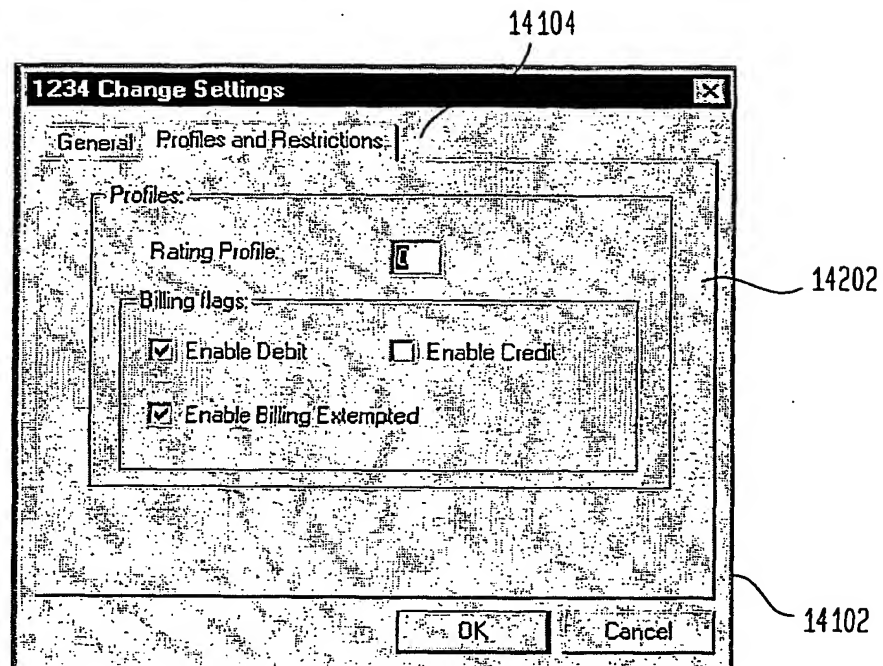 14104
1234 Change Settings
General Profiles and Restrictions
Profiles:
Rating Profile:
14202
Billing flags:
Enable Debit Enable Credit
Enable Billing Extempted
14102
OK Cancel